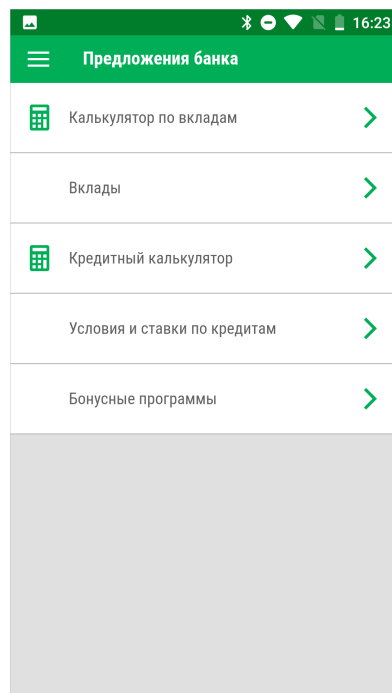 16:23
Предложения банка
Калькулятор по вкладам
Вклады
Кредитный калькулятор
Условия и ставки по кредитам
Бонусные программы